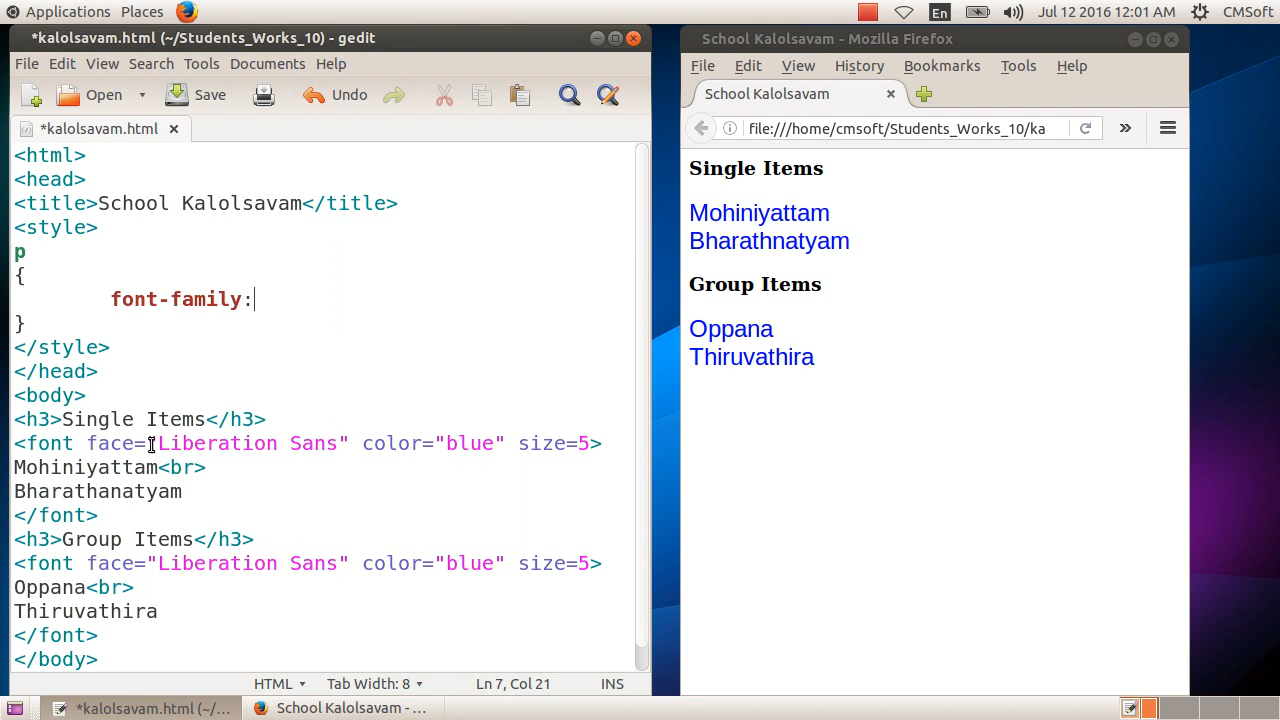 Applications Places En Jul 12 2016 12:01 AM CMSoft
*kalolsavam.html (~/Students_Works_10) - gedit
File Edit View Search Tools Documents Help
Open Save Undo
*kalolsavam.html
<html>
<head>
<title>School Kalolsavam</title>
<style>
p
{
font-family:
}
</style>
</head>
<body>
<h3>Single Items</h3>
<font face="Liberation Sans" color="blue" size=5>
Mohiniyattam<br>
Bharathanatyam
</font>
<h3>Group Items</h3>
<font face="Liberation Sans" color="blue" size=5>
Oppana<br>
Thiruvathira
</font>
</body>
HTML Tab Width: 8 Ln 7, Col 21 INS
School Kalolsavam - Mozilla Firefox
File Edit View History Bookmarks Tools Help
School Kalolsavam
file:///home/cmsoft/Students_Works_10/ka
Single Items
Mohiniyattam
Bharathnatyam
Group Items
Oppana
Thiruvathira
*kalolsavam.html (~/... School Kalolsavam - ...